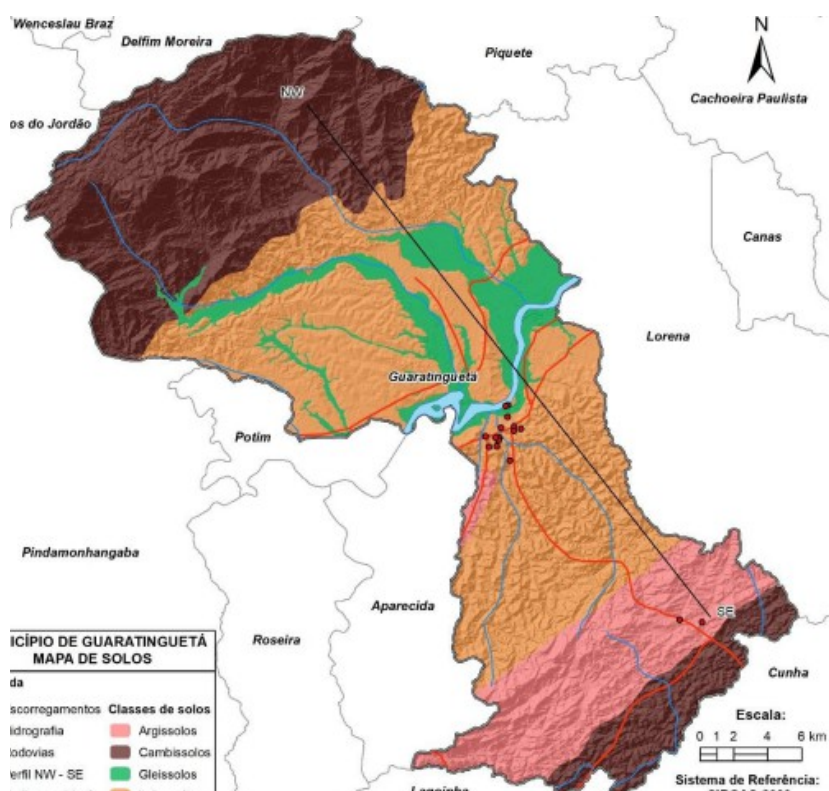 Wenceslau Braz
Delfim Moreira
Piquete
N
Cachoeira Paulista
os do Jordão
NW
Canas
Lorena
Guaratinguetá
Potim
Pindamonhangaba
Aparecida
Roseira
SE
Cunha
ICÍPIO DE GUARATINGUETÁ
MAPA DE SOLOS
da
scorregamentos Classes de solos
idrografia Argissolos
odovias Cambissolos
erfil NW - SE Gleissolos
Escala:
0 1 2 4 6 km
Sistema de Referência:
Lagoinha